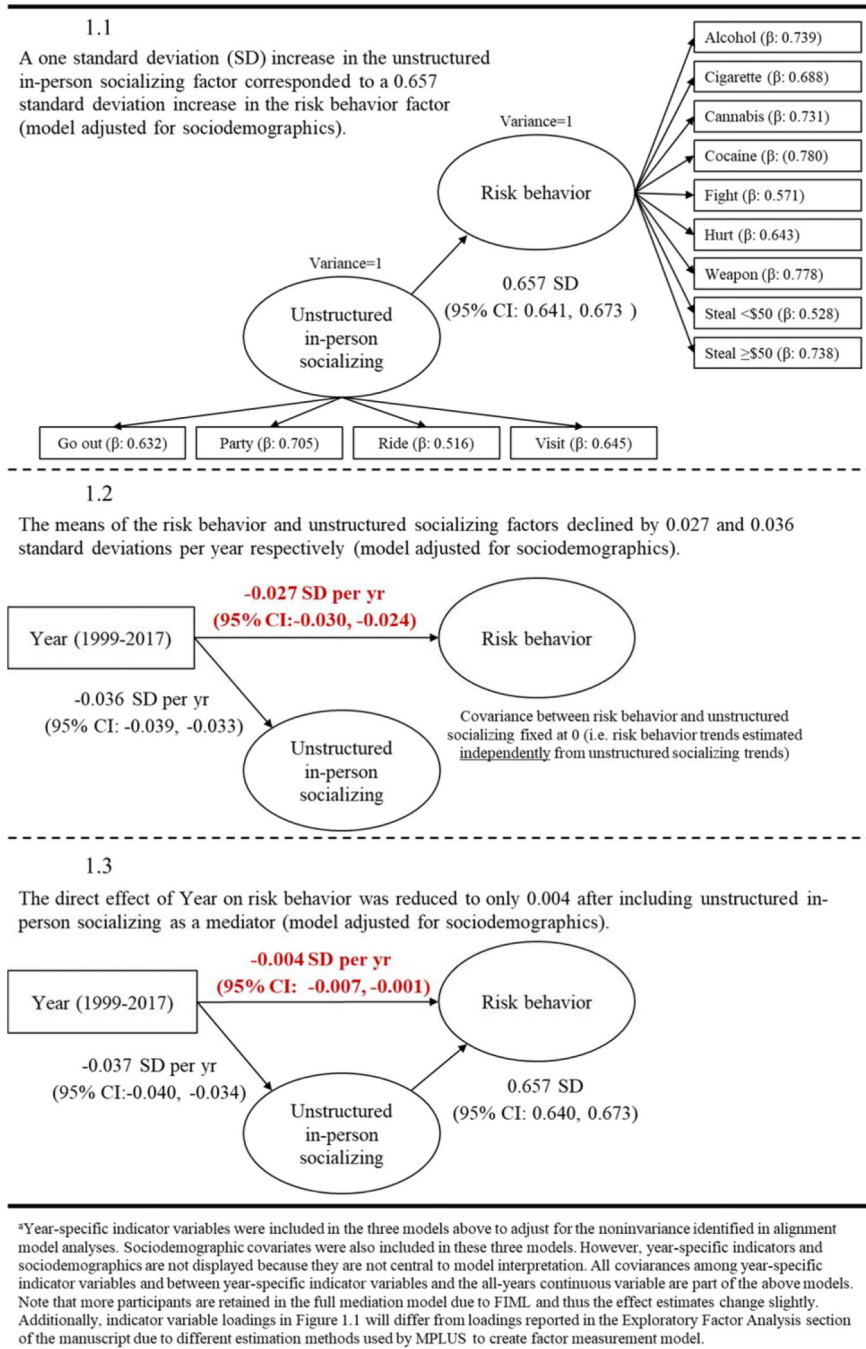 1.1
A one standard deviation (SD) increase in the unstructured
in-person socializing factor corresponded to a 0.657
standard deviation increase in the risk behavior factor
(model adjusted for sociodemographics).
Variance=1
Risk behavior
Alcohol (β: 0.739)
Cigarette (β: 0.688)
Cannabis (β: 0.731)
Cocaine (β: (0.780)
Fight (β: 0.571)
Hurt (β: 0.643)
Weapon (β: 0.778)
Steal <$50 (β: 0.528)
Steal ≥$50 (β: 0.738)
Variance=1
Unstructured
in-person
socializing
0.657 SD
(95% CI: 0.641, 0.673 )
Go out (β: 0.632)
Party (β: 0.705)
Ride (β: 0.516)
Visit (β: 0.645)
1.2
The means of the risk behavior and unstructured socializing factors declined by 0.027 and 0.036
standard deviations per year respectively (model adjusted for sociodemographics).
-0.027 SD per yr
(95% CI:-0.030, -0.024)
Year (1999-2017)
Risk behavior
-0.036 SD per yr
(95% CI: -0.039, -0.033)
Unstructured
in-person
socializing
Covariance between risk behavior and unstructured
socializing fixed at 0 (i.e. risk behavior trends estimated
independently from unstructured socializing trends)
1.3
The direct effect of Year on risk behavior was reduced to only 0.004 after including unstructured in-
person socializing as a mediator (model adjusted for sociodemographics).
-0.004 SD per yr
(95% CI: -0.007, -0.001)
Year (1999-2017)
Risk behavior
-0.037 SD per yr
(95% CI:-0.040, -0.034)
Unstructured
in-person
socializing
0.657 SD
(95% CI: 0.640, 0.673)
ᵃYear-specific indicator variables were included in the three models above to adjust for the noninvariance identified in alignment
model analyses. Sociodemographic covariates were also included in these three models. However, year-specific indicators and
sociodemographics are not displayed because they are not central to model interpretation. All coviarances among year-specific
indicator variables and between year-specific indicator variables and the all-years continuous variable are part of the above models.
Note that more participants are retained in the full mediation model due to FIML and thus the effect estimates change slightly.
Additionally, indicator variable loadings in Figure 1.1 will differ from loadings reported in the Exploratory Factor Analysis section
of the manuscript due to different estimation methods used by MPLUS to create factor measurement model.